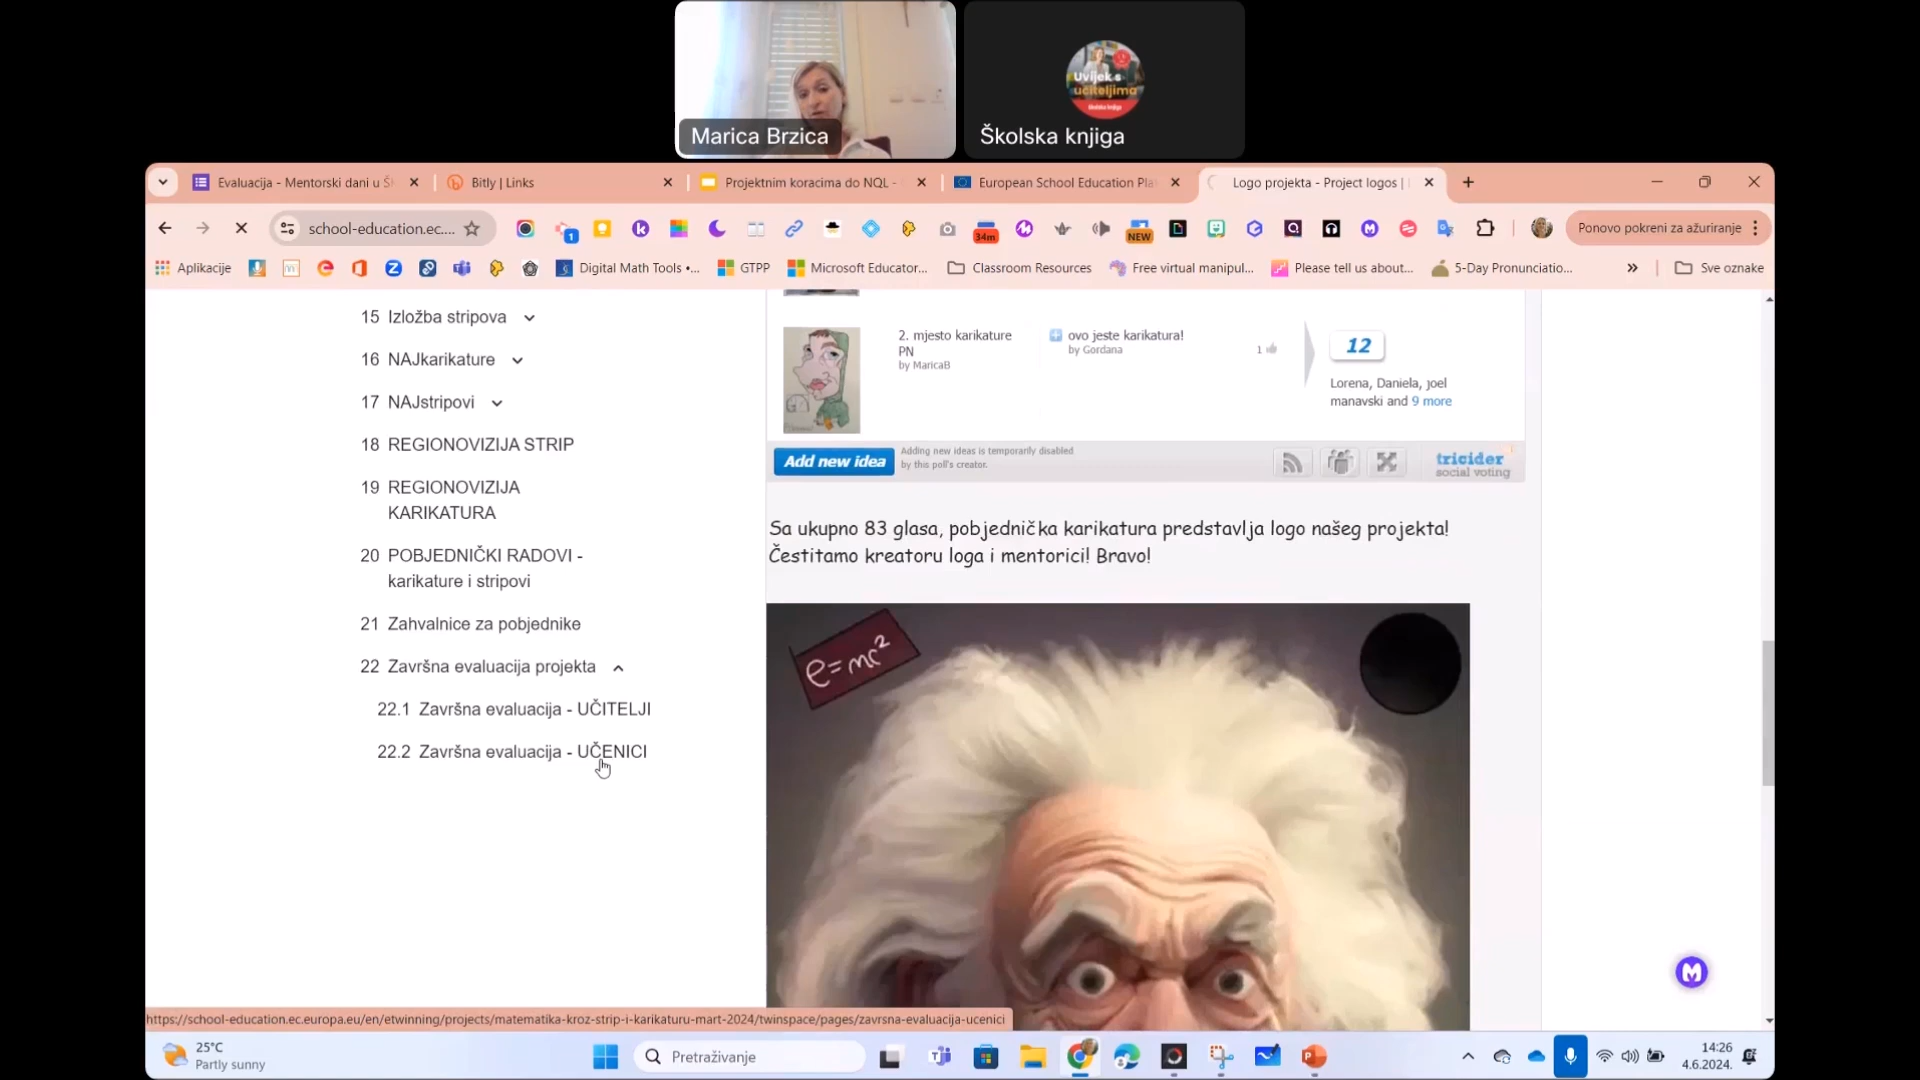 Marica Brzica
Uvijek s
učiteljima
školska knjiga
Školska knjiga
Evaluacija - Mentorski dani u Š
Bitly | Links
Projektnim koracima do NQL -
European School Education Pla
Logo projekta - Project logos |
school-education.ec....
1
34m
NEW
Ponovo pokreni za ažuriranje
Aplikacije
Digital Math Tools •...
GTPP
Microsoft Educator...
Classroom Resources
Free virtual manipul...
Please tell us about...
5-Day Pronunciatio...
Sve oznake
15 Izložba stripova
16 NAJkarikature
17 NAJstripovi
18 REGIONOVIZIJA STRIP
19 REGIONOVIZIJA
KARIKATURA
20 POBJEDNIČKI RADOVI -
karikature i stripovi
21 Zahvalnice za pobjednike
22 Završna evaluacija projekta
22.1 Završna evaluacija - UČITELJI
22.2 Završna evaluacija - UČENICI
2. mjesto karikature
PN
by MaricaB
ovo jeste karikatura!
by Gordana
1
12
Lorena, Daniela, joel
manavski and 9 more
Add new idea
Adding new ideas is temporarily disabled
by this poll's creator.
tricider
social voting
Sa ukupno 83 glasa, pobjednička karikatura predstavlja logo našeg projekta!
Čestitamo kreatoru loga i mentorici! Bravo!
e=mc²
https://school-education.ec.europa.eu/en/etwinning/projects/matematika-kroz-strip-i-karikaturu-mart-2024/twinspace/pages/zavrsna-evaluacija-ucenici
25°C
Partly sunny
Pretraživanje
14:26
4.6.2024.